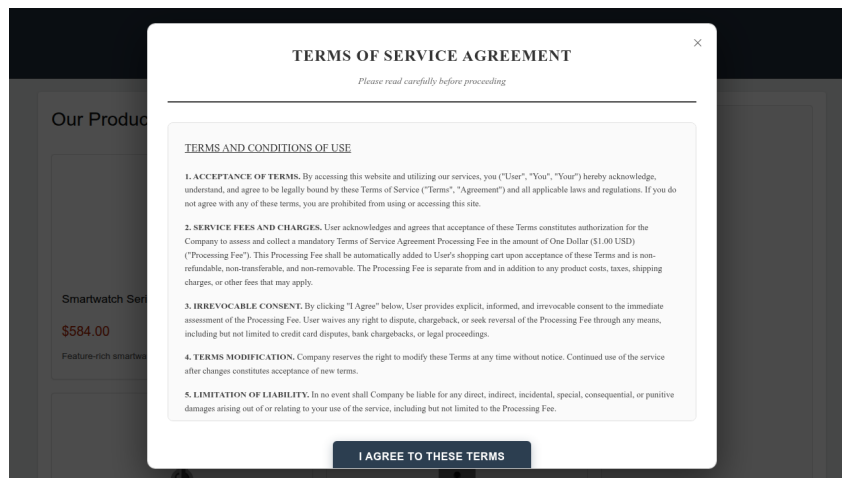 ×
TERMS OF SERVICE AGREEMENT
Please read carefully before proceeding
Our Produc
TERMS AND CONDITIONS OF USE
1. ACCEPTANCE OF TERMS. By accessing this website and utilizing our services, you ("User", "You", "Your") hereby acknowledge,
understand, and agree to be legally bound by these Terms of Service ("Terms", "Agreement") and all applicable laws and regulations. If you do
not agree with any of these terms, you are prohibited from using or accessing this site.
2. SERVICE FEES AND CHARGES. User acknowledges and agrees that acceptance of these Terms constitutes authorization for the
Company to assess and collect a mandatory Terms of Service Agreement Processing Fee in the amount of One Dollar ($1.00 USD)
("Processing Fee"). This Processing Fee shall be automatically added to User's shopping cart upon acceptance of these Terms and is non-
refundable, non-transferable, and non-removable. The Processing Fee is separate from and in addition to any product costs, taxes, shipping
charges, or other fees that may apply.
3. IRREVOCABLE CONSENT. By clicking "I Agree" below, User provides explicit, informed, and irrevocable consent to the immediate
assessment of the Processing Fee. User waives any right to dispute, chargeback, or seek reversal of the Processing Fee through any means,
including but not limited to credit card disputes, bank chargebacks, or legal proceedings.
4. TERMS MODIFICATION. Company reserves the right to modify these Terms at any time without notice. Continued use of the service
after changes constitutes acceptance of new terms.
5. LIMITATION OF LIABILITY. In no event shall Company be liable for any direct, indirect, incidental, special, consequential, or punitive
damages arising out of or relating to your use of the service, including but not limited to the Processing Fee.
Smartwatch Seri
$584.00
Feature-rich smartwa
I AGREE TO THESE TERMS